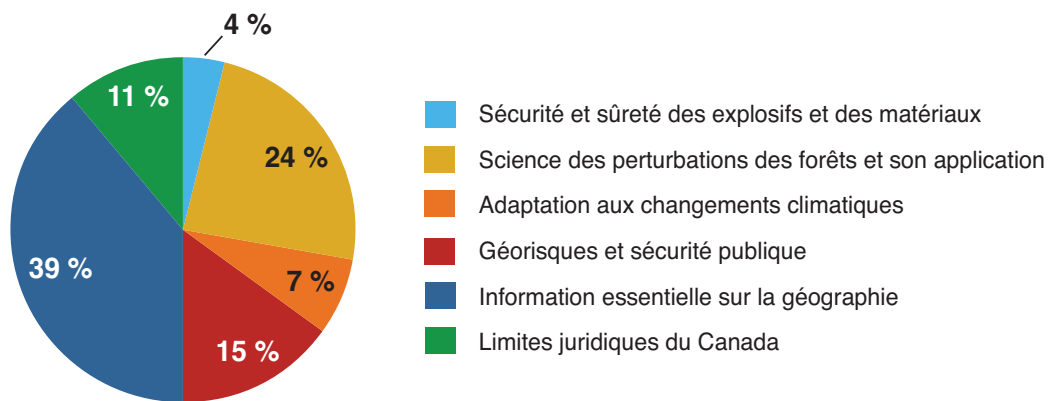 4 %
11 %
24 %
39 %
7 %
15 %
Sécurité et sûreté des explosifs et des matériaux
Science des perturbations des forêts et son application
Adaptation aux changements climatiques
Géorisques et sécurité publique
Information essentielle sur la géographie
Limites juridiques du Canada